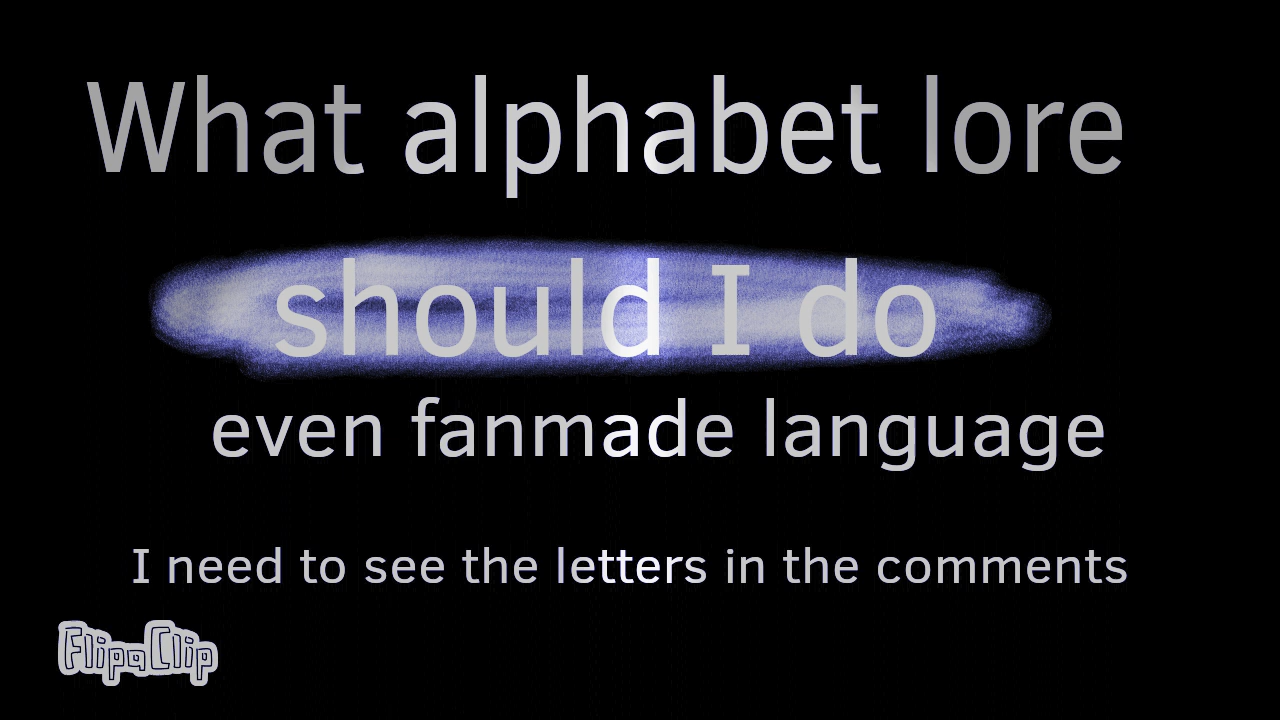 What alphabet lore
should I do
even fanmade language
I need to see the letters in the comments
FlipaClip